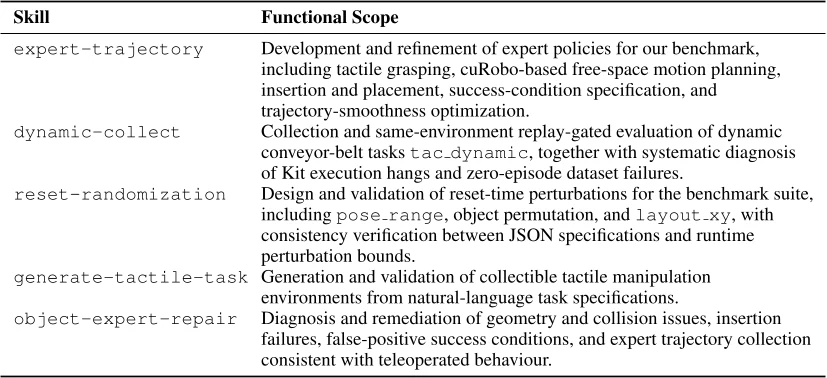 Skill Functional Scope
expert-trajectory Development and refinement of expert policies for our benchmark,
including tactile grasping, cuRobo-based free-space motion planning,
insertion and placement, success-condition specification, and
trajectory-smoothness optimization.
dynamic-collect Collection and same-environment replay-gated evaluation of dynamic
conveyor-belt tasks tac_dynamic, together with systematic diagnosis
of Kit execution hangs and zero-episode dataset failures.
reset-randomization Design and validation of reset-time perturbations for the benchmark suite,
including pose_range, object permutation, and layout_xy, with
consistency verification between JSON specifications and runtime
perturbation bounds.
generate-tactile-task Generation and validation of collectible tactile manipulation
environments from natural-language task specifications.
object-expert-repair Diagnosis and remediation of geometry and collision issues, insertion
failures, false-positive success conditions, and expert trajectory collection
consistent with teleoperated behaviour.